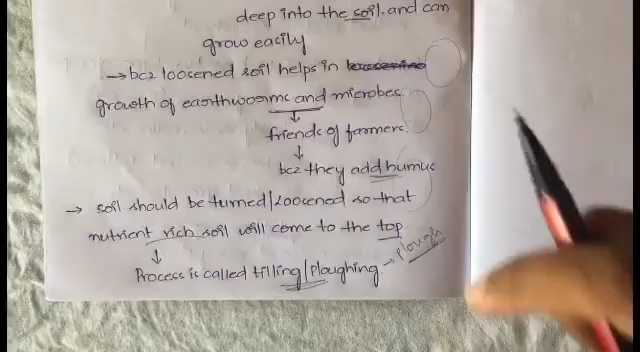 deep into the soil and can
grow easily
→ bcz loosened soil helps in
growth of earthworms and microbes.
↓
friends of farmers.
↓
bcz they add humus
→ soil should be turned/loosened so that
nutrient rich soil will come to the top
↓
Process is called tilling/Ploughing → plough